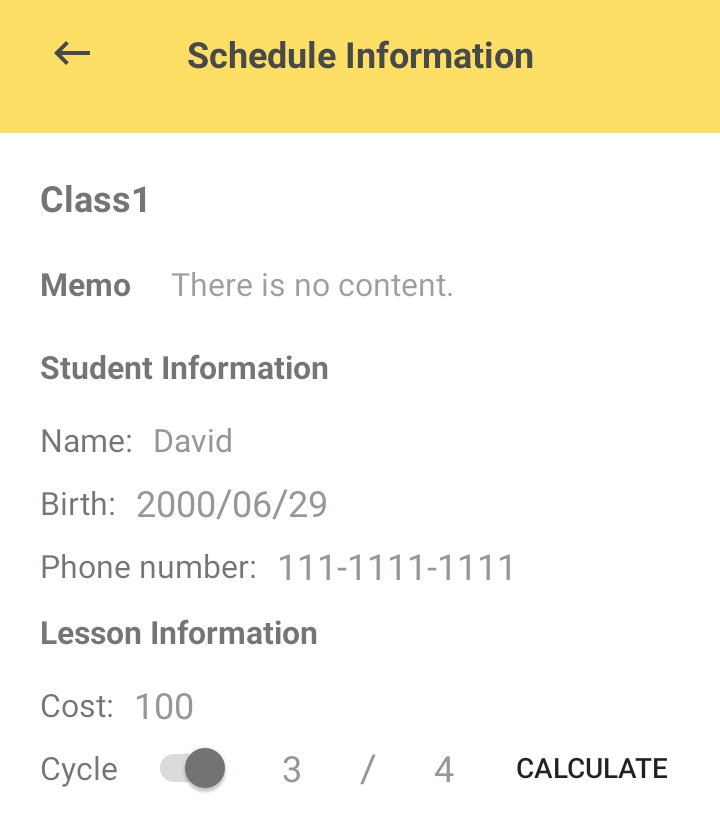 Schedule Information
Class1
Memo There is no content.
Student Information
Name: David
Birth: 2000/06/29
Phone number: 111-1111-1111
Lesson Information
Cost: 100
Cycle 3 / 4 CALCULATE